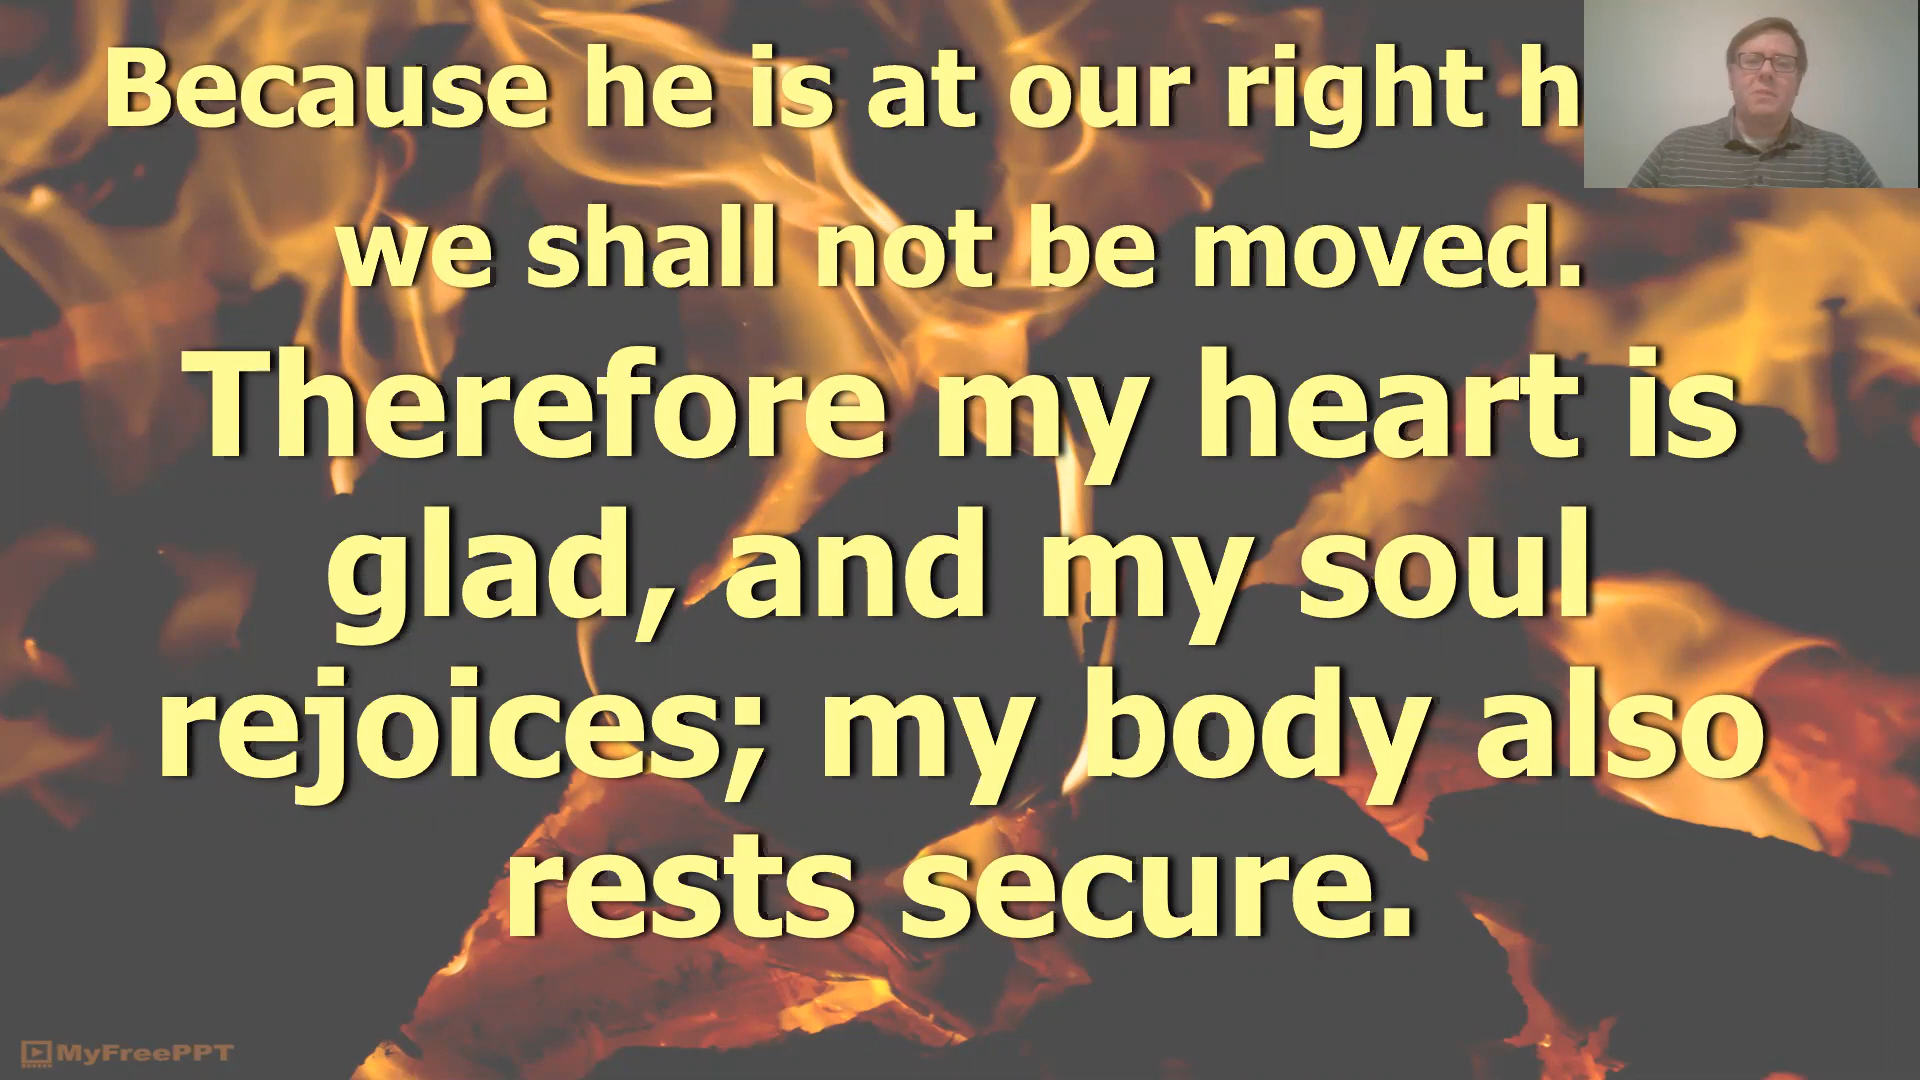 Because he is at our right h
we shall not be moved.
Therefore my heart is
glad, and my soul
rejoices; my body also
rests secure.
MyFreePPT